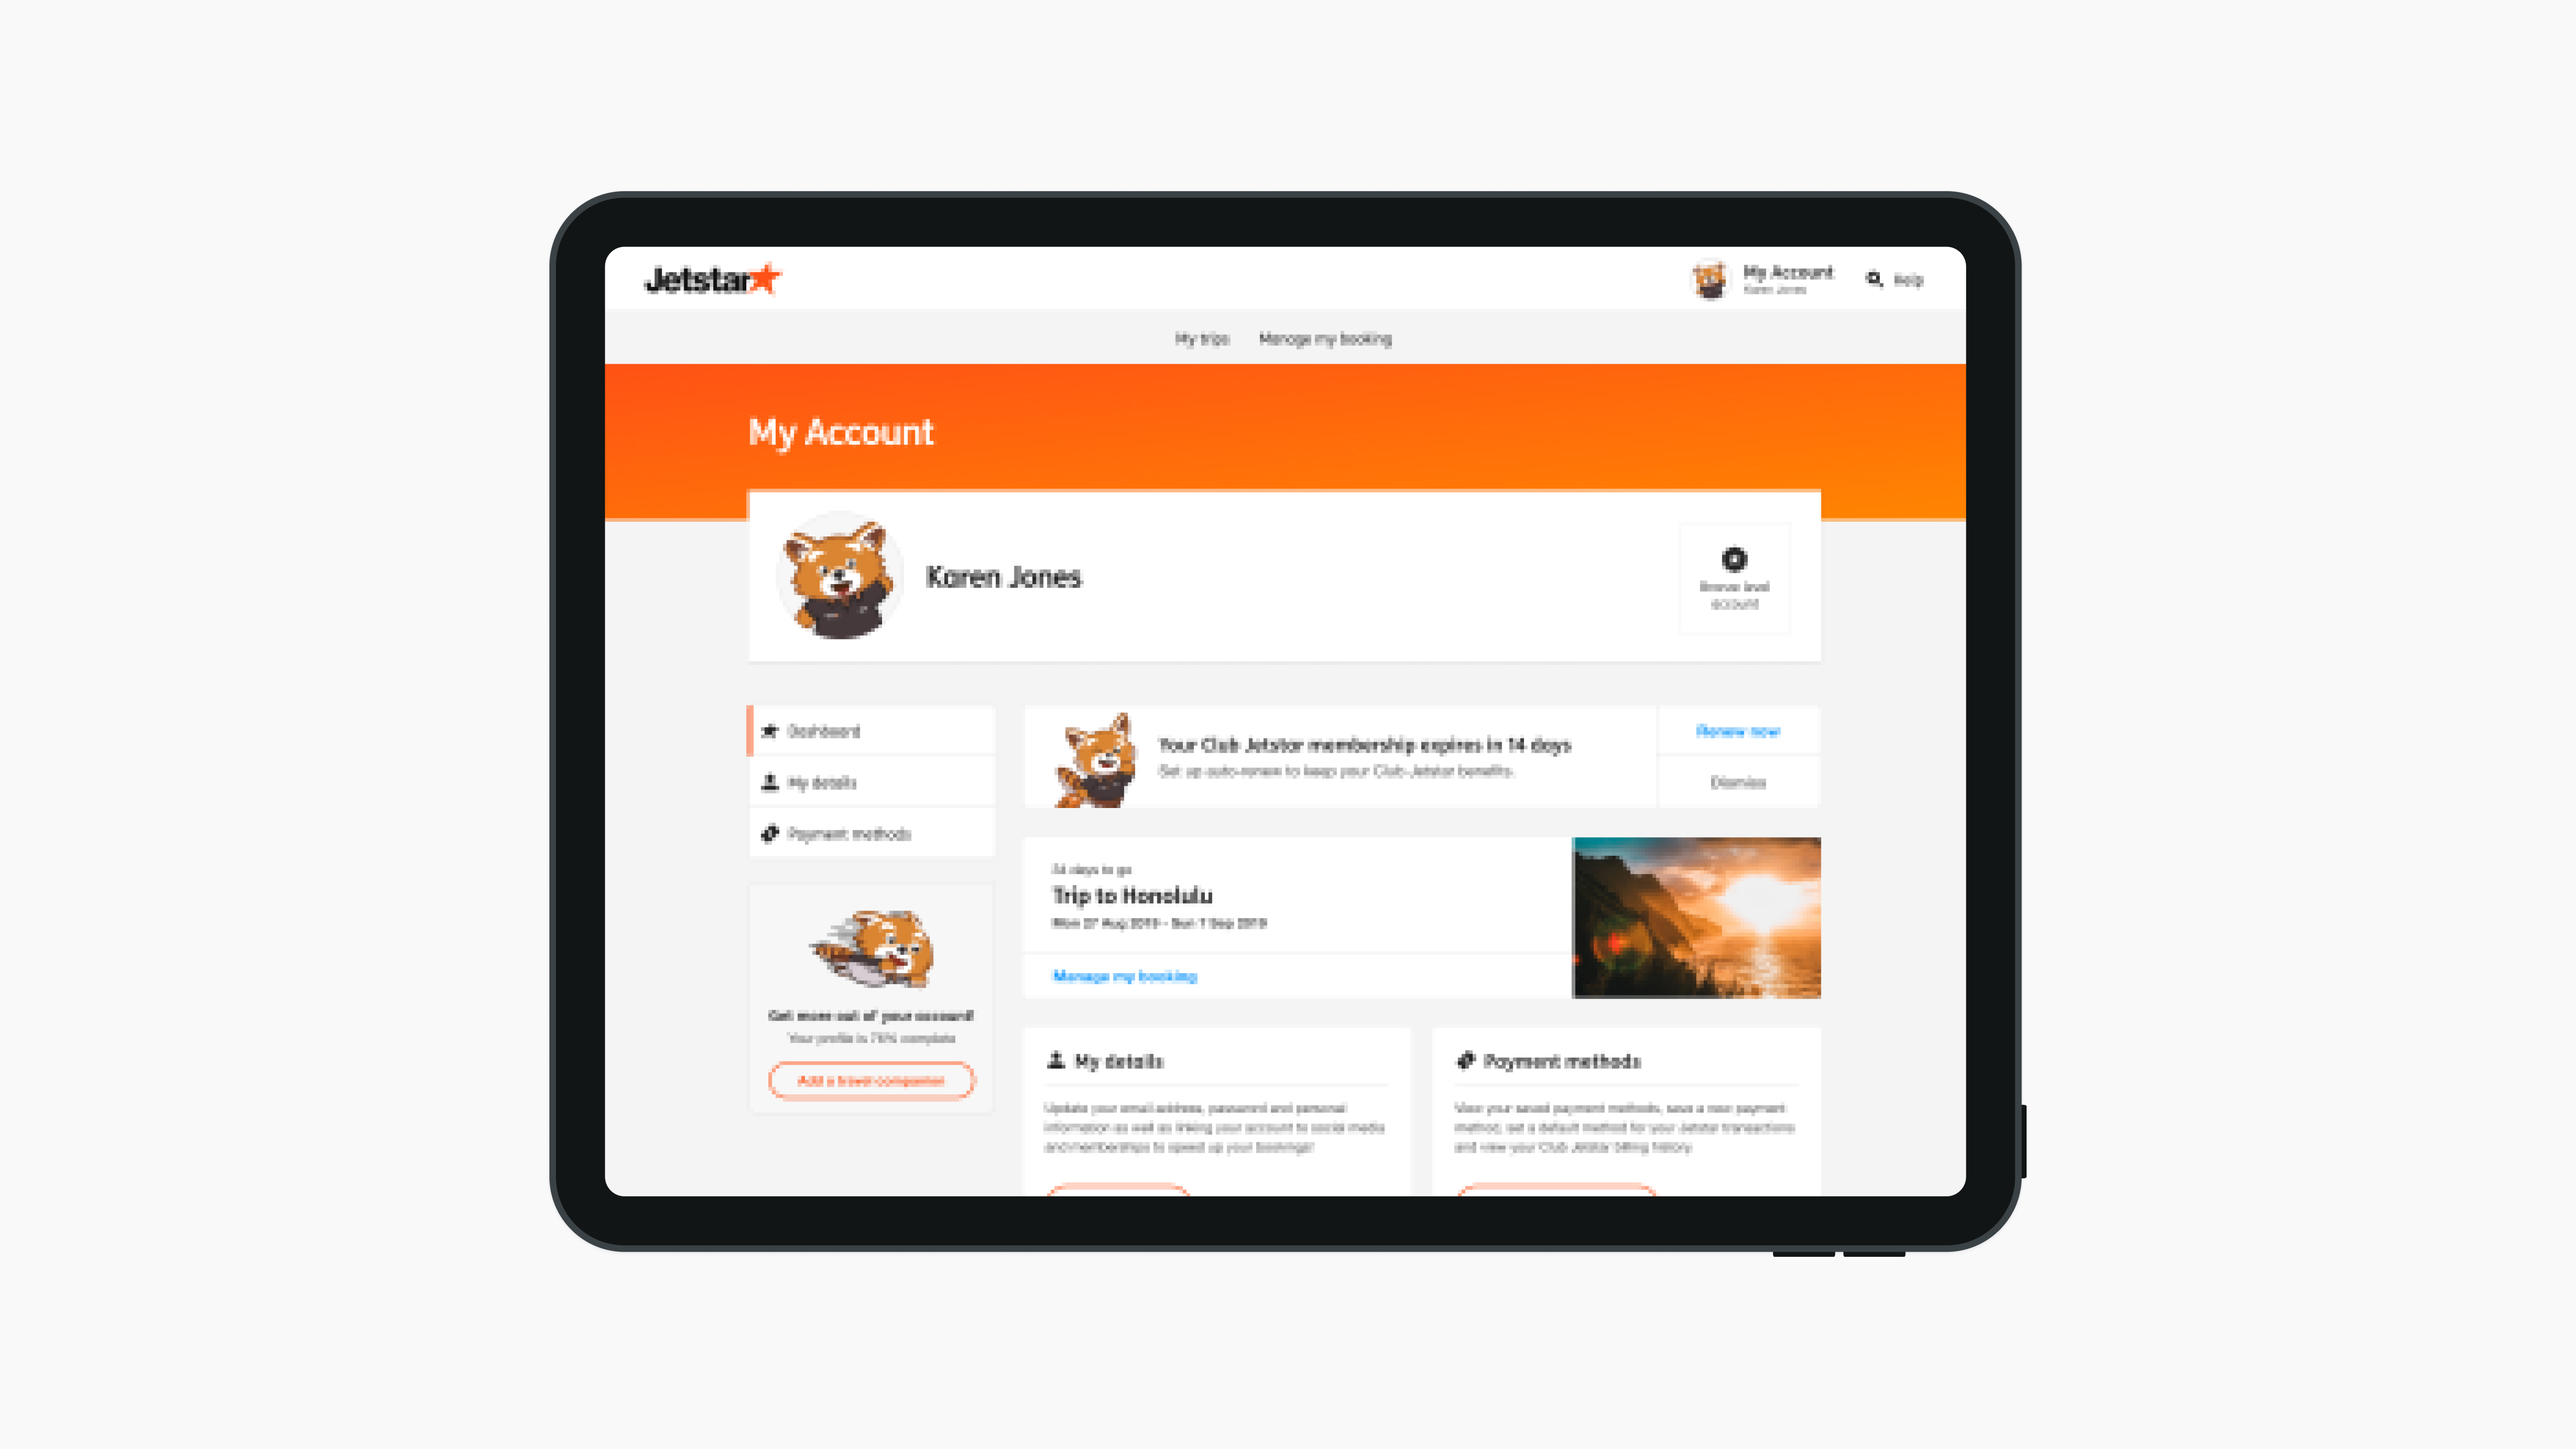 Jetstar
My Account
Karen Jones
Help
My trips
Manage my booking
My Account
Karen Jones
account
Dashboard
My details
Payment methods
Your Club Jetstar membership expires in 14 days
Set up auto-renew to keep your Club Jetstar benefits.
Renew now
Dismiss
days to go
Trip to Honolulu
Mon 27 Aug 2019 - Sun 1 Sep 2019
Manage my booking
Get more out of your account!
Your profile is complete
Add a travel companion
My details
Update your email address, password and personal
information as well as linking your account to social media
and memberships to speed up your bookings!
Payment methods
View your saved payment methods, save a new payment
method, set a default method for your Jetstar transactions
and view your Club Jetstar billing history